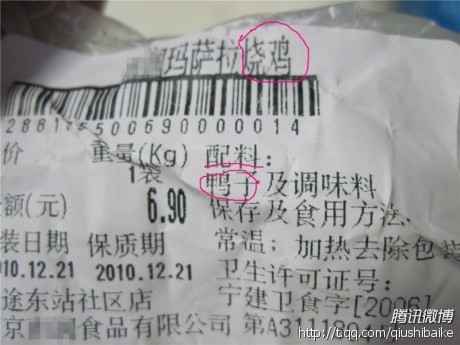 玛萨拉烧鸡
价 重量(Kg) 配料:
1袋 鸭子及调味料
额(元) 6.90 保存及食用方法.
装日期 保质期 常温; 加热去除包装
010.12.21 2010.12.21 卫生许可证号:
途东站社区店 宁建卫食字[2006]
京 食品有限公司 第A311
腾讯微博
http://t.qq.com/qiushibaike